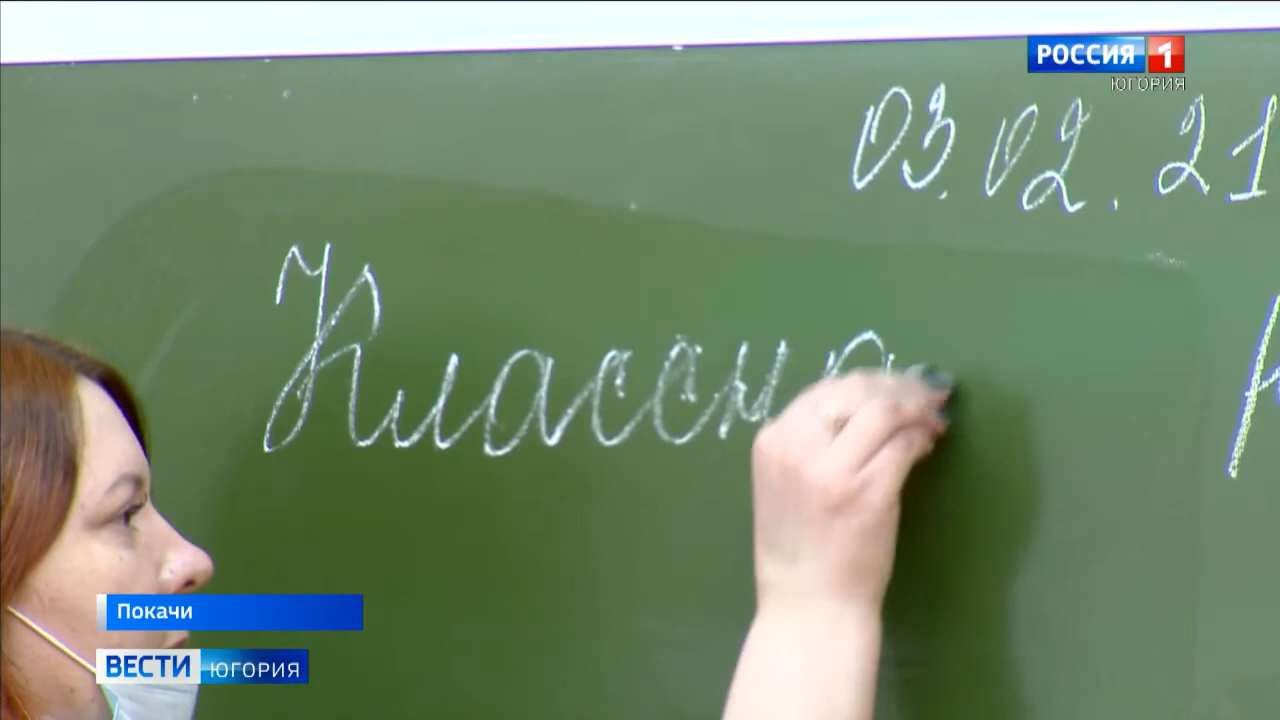 РОССИЯ 1
ЮГОРИЯ
03.02.21
Классн
Покачи
ВЕСТИ ЮГОРИЯ